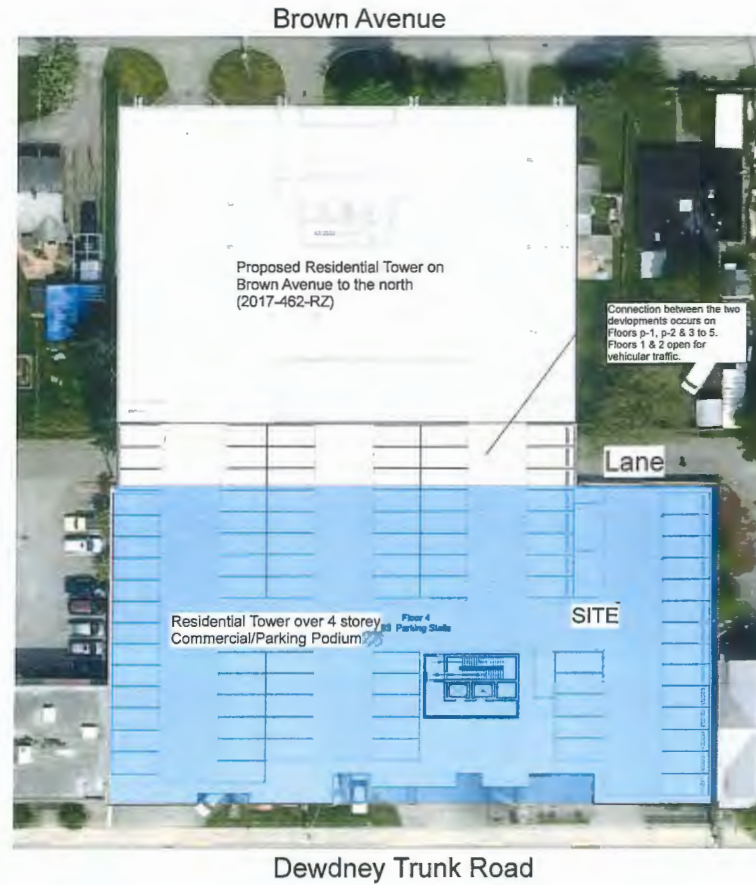 Brown Avenue
Proposed Residential Tower on
Brown Avenue to the north
(2017-462-RZ)
Connection between the two
devlopments occurs on
Floors p-1, p-2 & 3 to 5.
Floors 1 & 2 open for
vehicular traffic.
Lane
Residential Tower over 4 storey
Commercial/Parking Podium
Floor 4
Parking Stalls
SITE
Dewdney Trunk Road